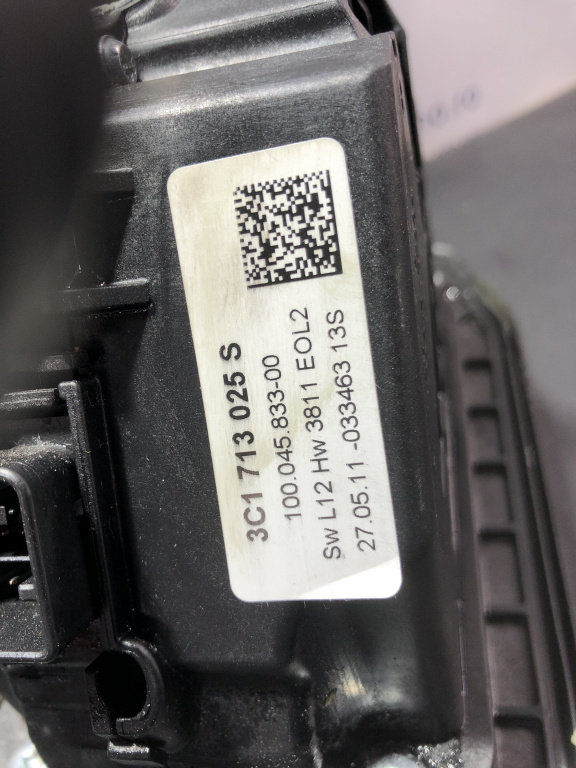 3C1 713 025 S
100.045.833-00
Sw L12 Hw 3811 EOL2
27.05.11 -033463 13S